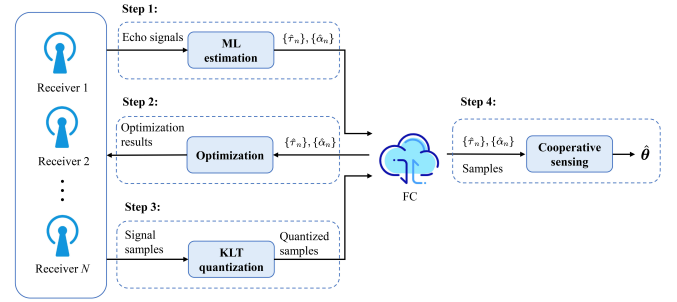 Step 1:
Echo signals
ML
estimation
{τ̂ₙ}, {α̂ₙ}
Receiver 1
Step 2:
Optimization
results
Optimization
{τ̂ₙ}, {α̂ₙ}
Receiver 2
Step 3:
Signal
samples
KLT
quantization
Quantized
samples
Receiver N
FC
Step 4:
{τ̂ₙ}, {α̂ₙ}
Samples
Cooperative
sensing
θ̂